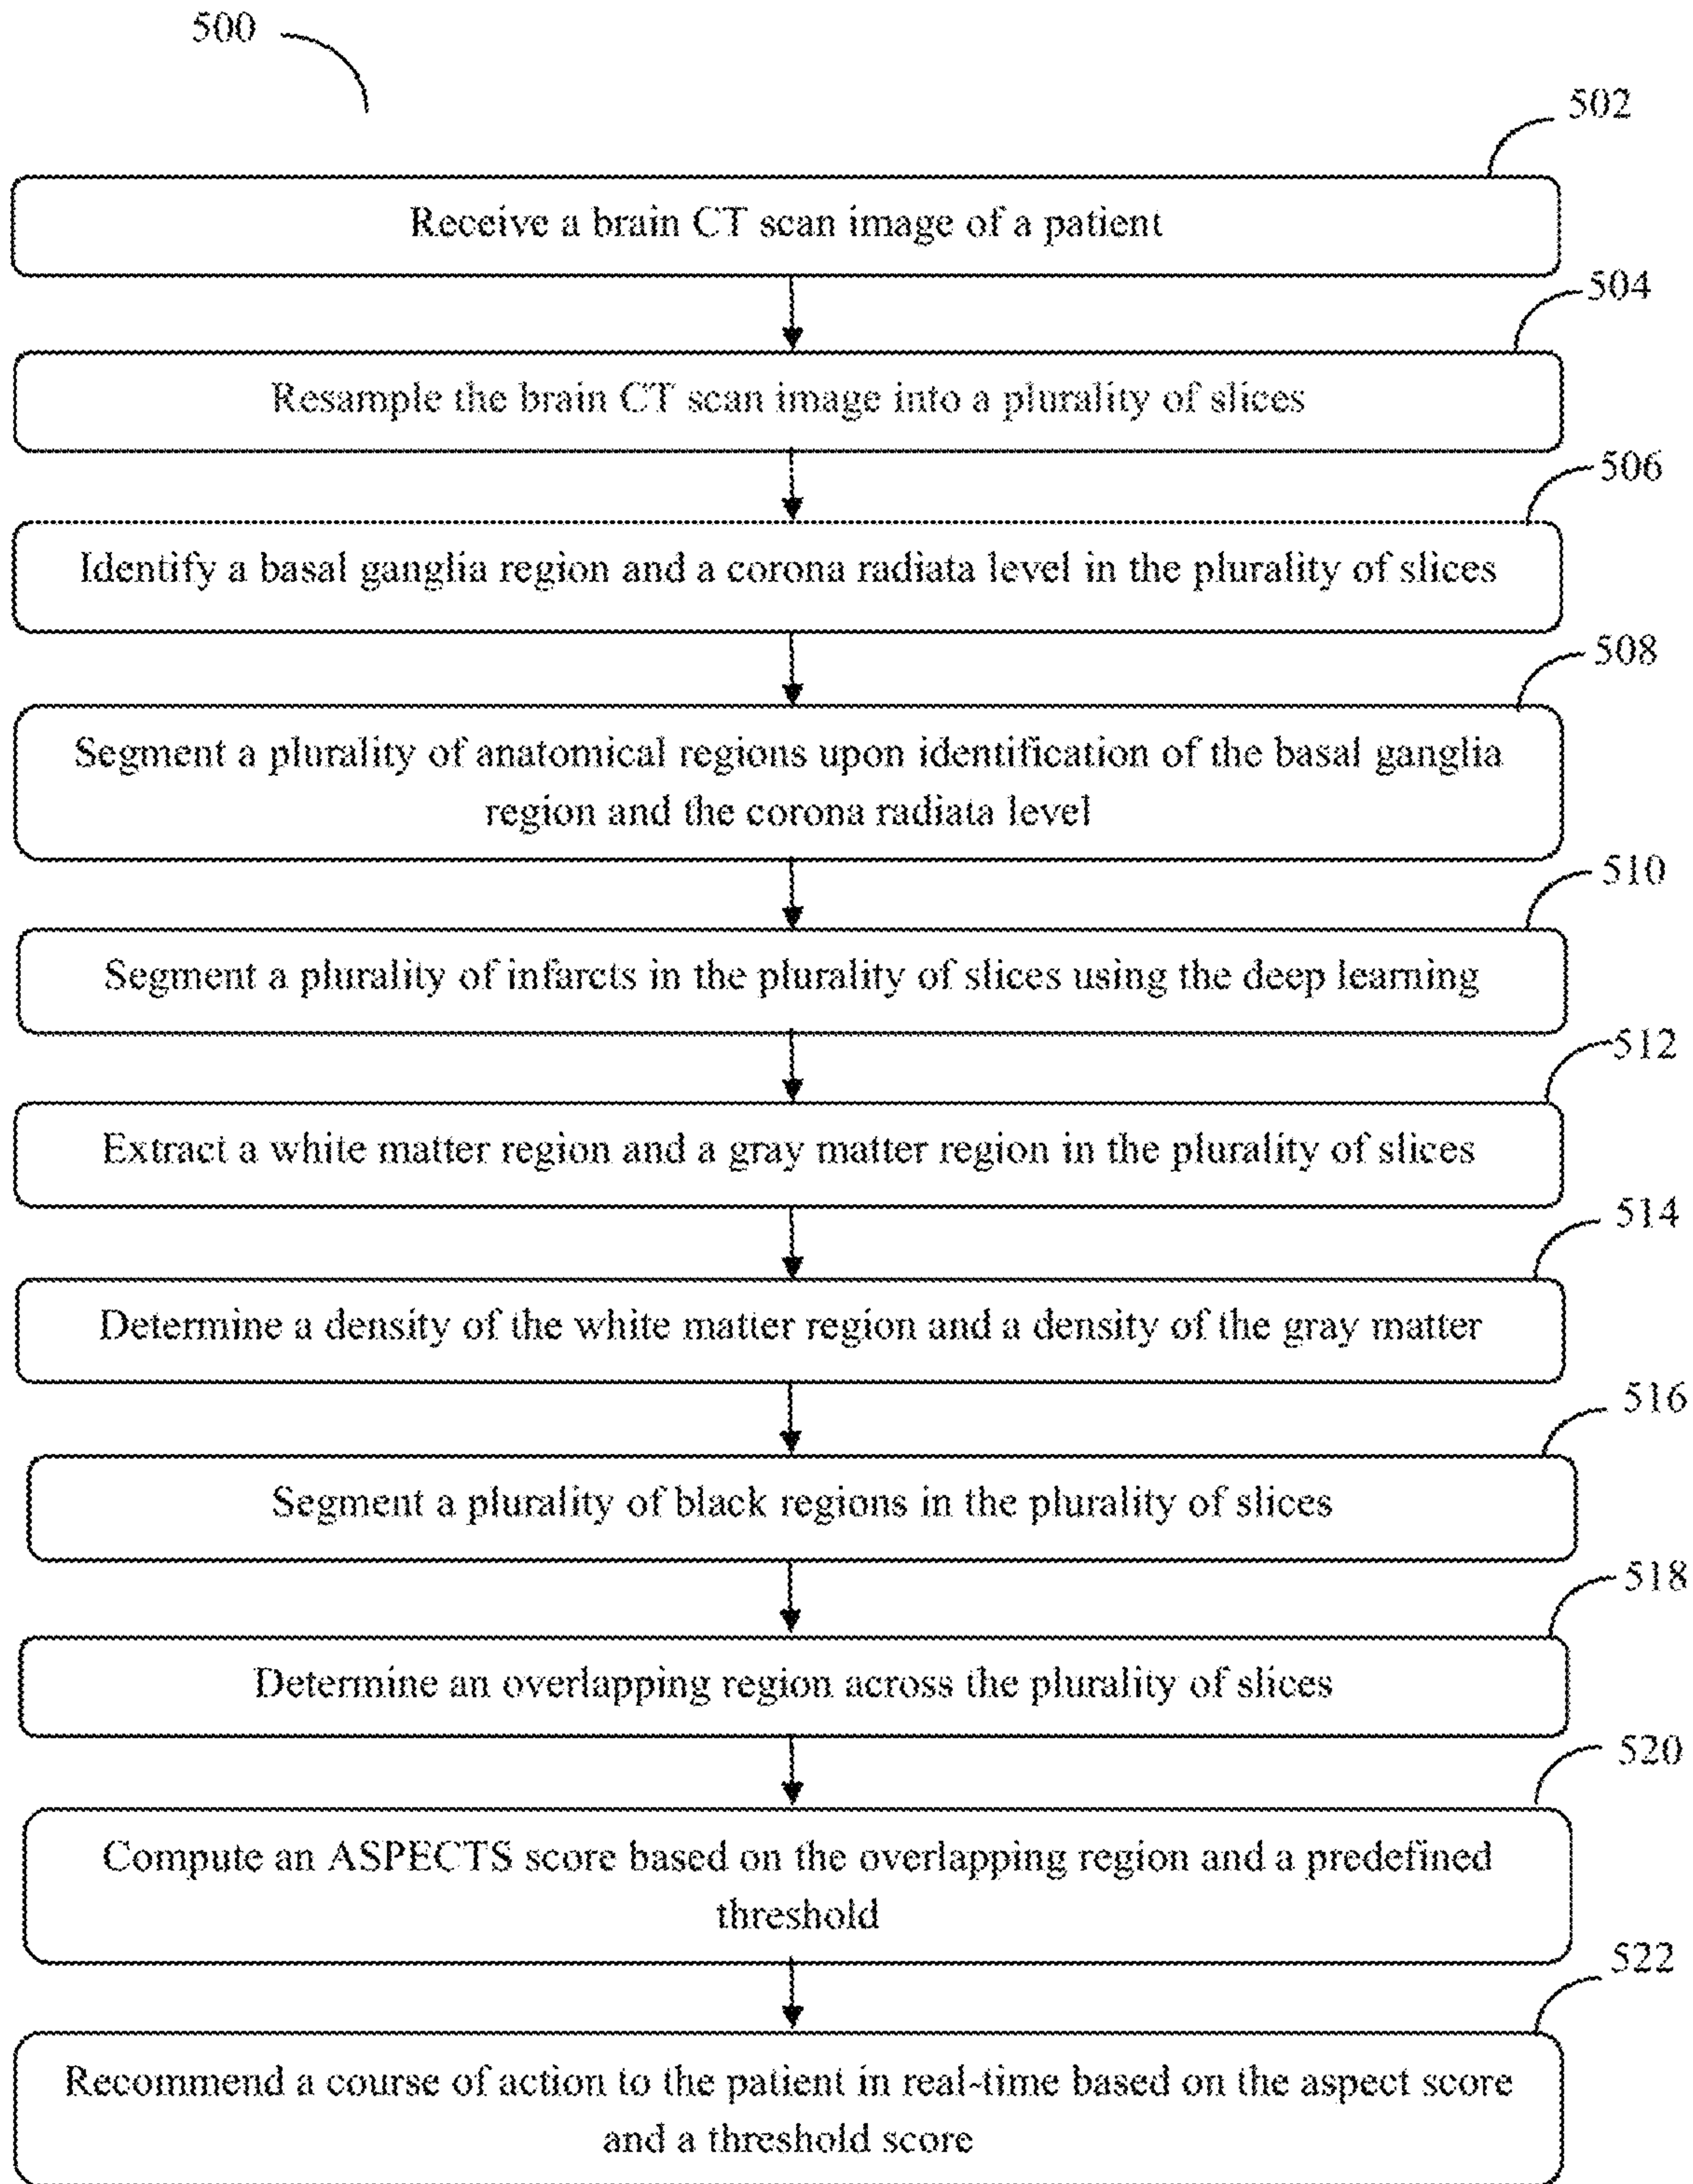 500
502
Receive a brain CT scan image of a patient
504
Resample the brain CT scan image into a plurality of slices
506
Identify a basal ganglia region and a corona radiata level in the plurality of slices
508
Segment a plurality of anatomical regions upon identification of the basal ganglia
region and the corona radiata level
510
Segment a plurality of infarcts in the plurality of slices using the deep learning
512
Extract a white matter region and a gray matter region in the plurality of slices
514
Determine a density of the white matter region and a density of the gray matter
516
Segment a plurality of black regions in the plurality of slices
518
Determine an overlapping region across the plurality of slices
520
Compute an ASPECTS score based on the overlapping region and a predefined
threshold
522
Recommend a course of action to the patient in real-time based on the aspect score
and a threshold score